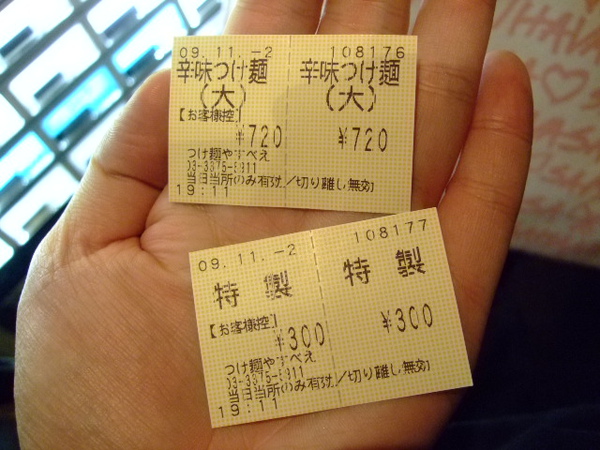 09.11.-2 108176
辛味つけ麺 辛味つけ麺
(大) (大)
【お客様控】
¥720 ¥720
つけ麺やすべえ
当日当所のみ有効/切り離し無効
19:11
09.11.-2 108177
特製 特製
【お客様控】
¥300 ¥300
つけ麺やすべえ
当日当所のみ有効/切り離し無効
19:11